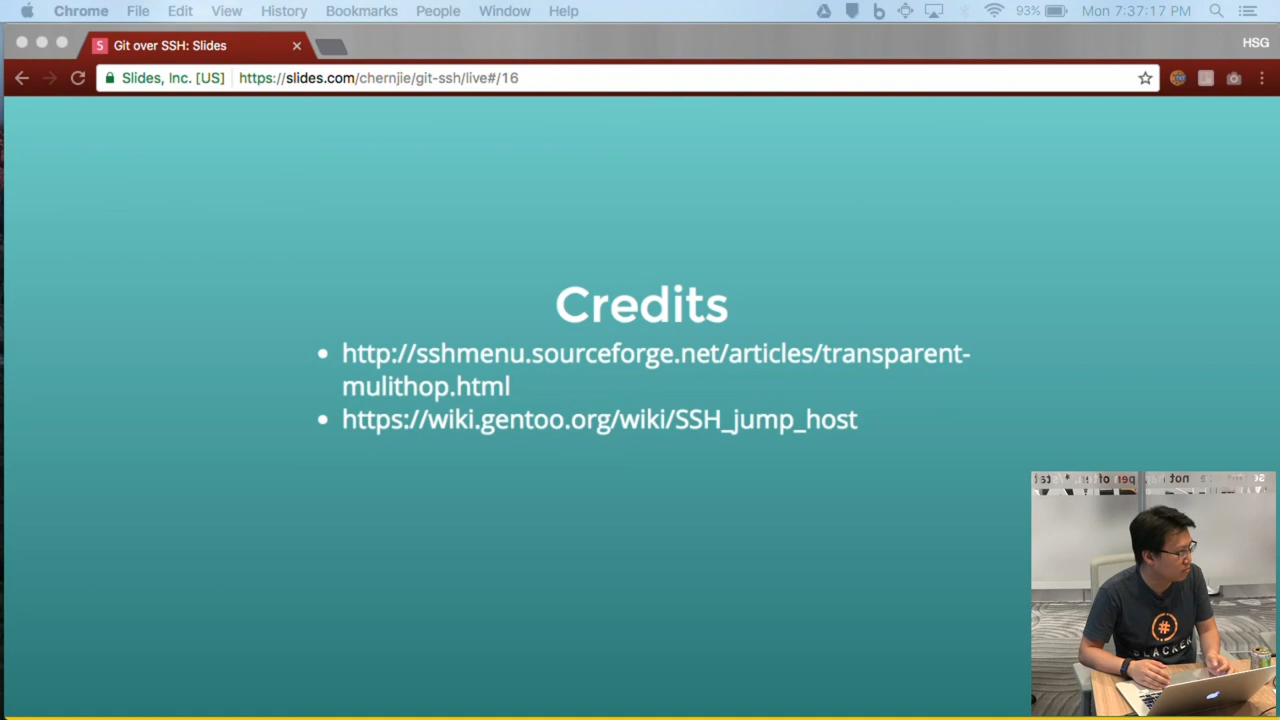 Chrome File Edit View History Bookmarks People Window Help 93% Mon 7:37:17 PM
Git over SSH: Slides
HSG
Slides, Inc. [US] https://slides.com/chernjie/git-ssh/live#/16
Credits
http://sshmenu.sourceforge.net/articles/transparent-
mulithop.html
https://wiki.gentoo.org/wiki/SSH_jump_host
#
SLACKER